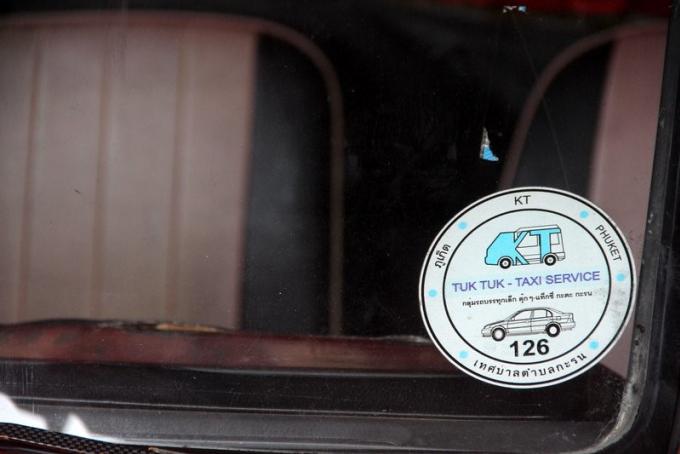 KT
ภูเก็ต
PHUKET
KT
TUK TUK - TAXI SERVICE
กลุ่มรถบรรทุกเล็ก ตุ๊กๆ-แท็กซี่ กะตะ กะรน
126
เทศบาลตำบลกะรน